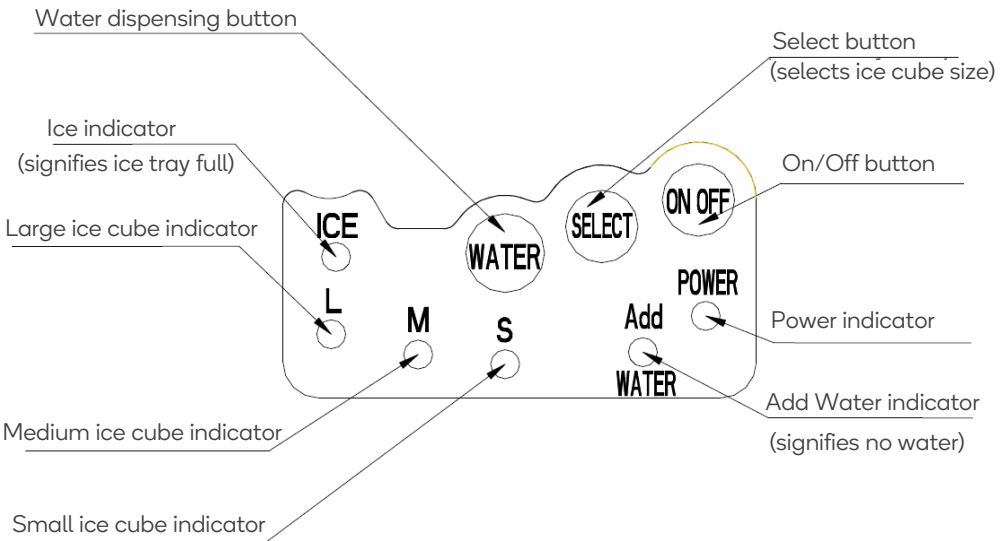 Water dispensing button
Select button
(selects ice cube size)
Ice indicator
(signifies ice tray full)
On/Off button
Large ice cube indicator
ICE
WATER
SELECT
ON OFF
L
M
S
Add
WATER
POWER
Power indicator
Add Water indicator
(signifies no water)
Medium ice cube indicator
Small ice cube indicator